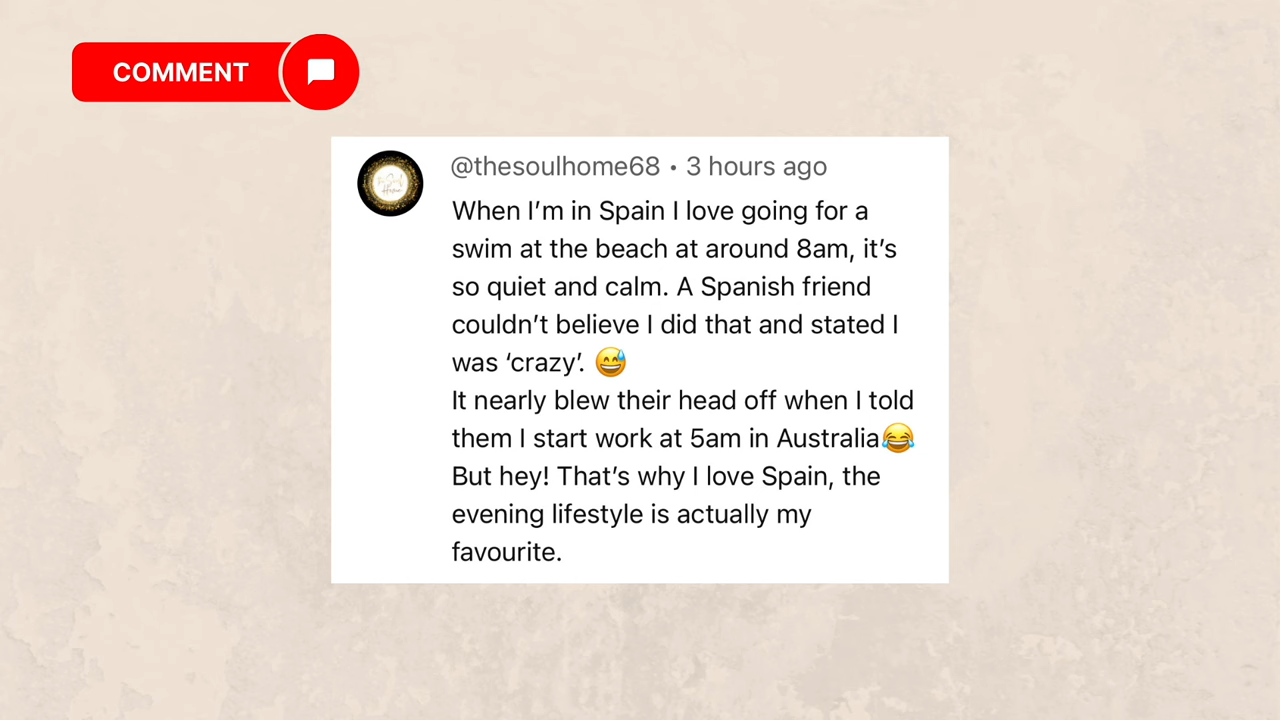 COMMENT
@thesoulhome68 • 3 hours ago
When I’m in Spain I love going for a
swim at the beach at around 8am, it’s
so quiet and calm. A Spanish friend
couldn’t believe I did that and stated I
was ‘crazy’. 😅
It nearly blew their head off when I told
them I start work at 5am in Australia😂
But hey! That’s why I love Spain, the
evening lifestyle is actually my
favourite.